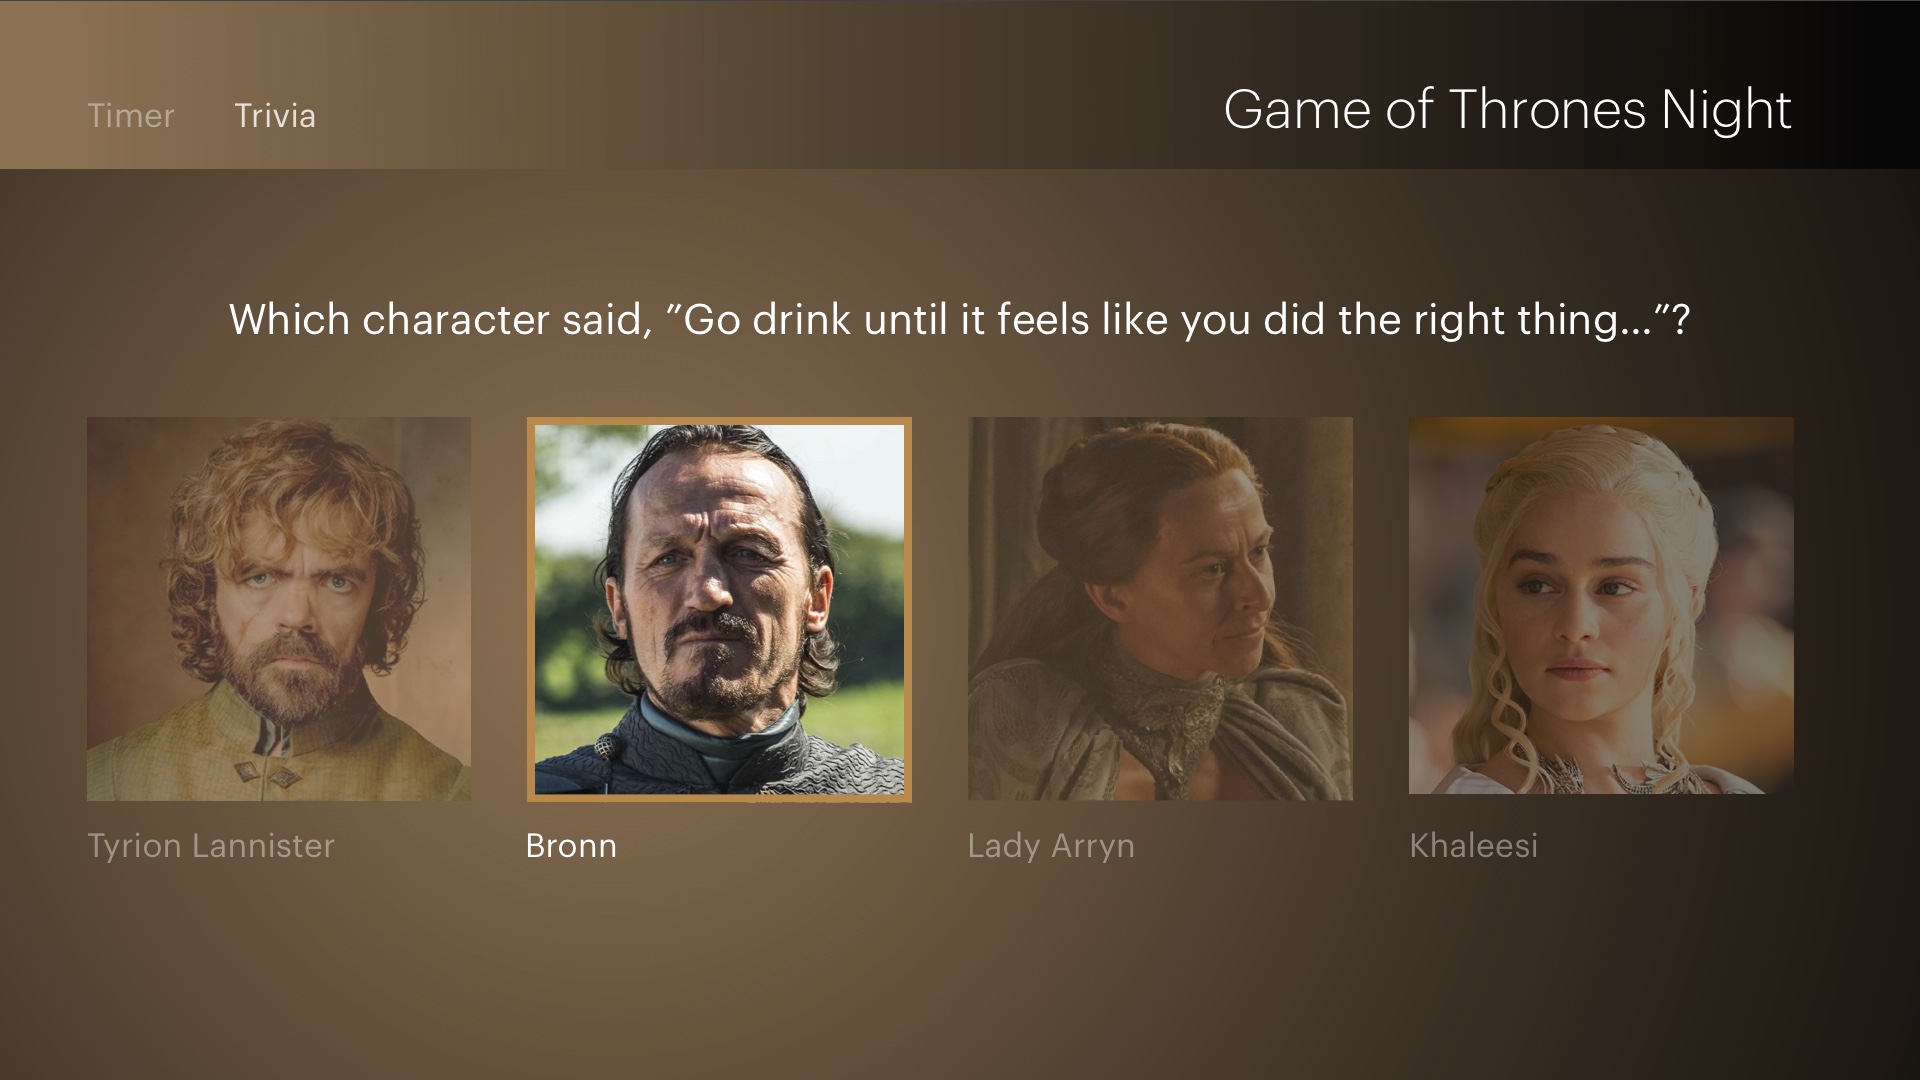 Timer Trivia Game of Thrones Night
Which character said, ”Go drink until it feels like you did the right thing...”?
Tyrion Lannister
Bronn
Lady Arryn
Khaleesi